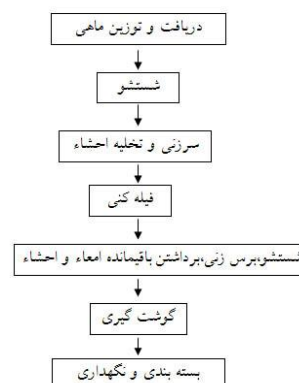 دریافت و توزین ماهی
شستشو
سرزنی و تخلیه احشاء
فیله کنی
شستشو،برس زنی،برداشتن باقیمانده امعاء و احشاء
گوشت گیری
بسته بندی و نگهداری